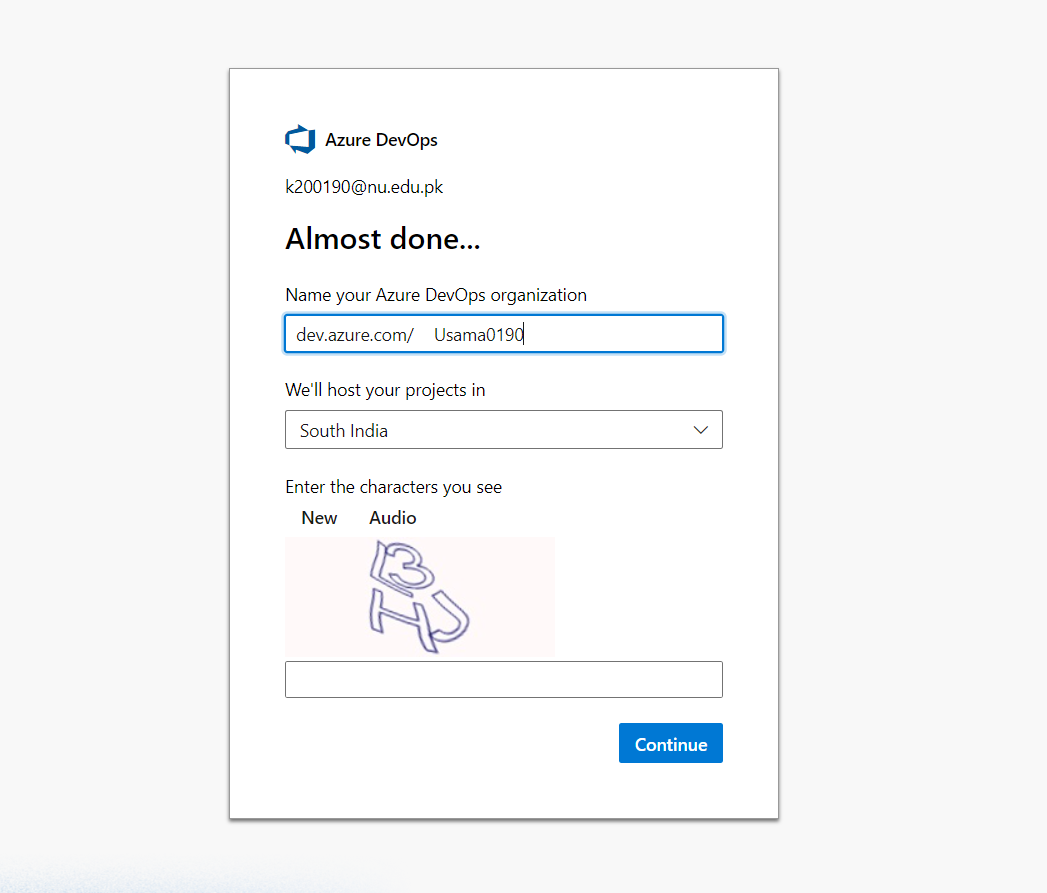 Azure DevOps
k200190@nu.edu.pk
Almost done...
Name your Azure DevOps organization
dev.azure.com/ Usama0190
We'll host your projects in
South India
Enter the characters you see
New Audio
Continue